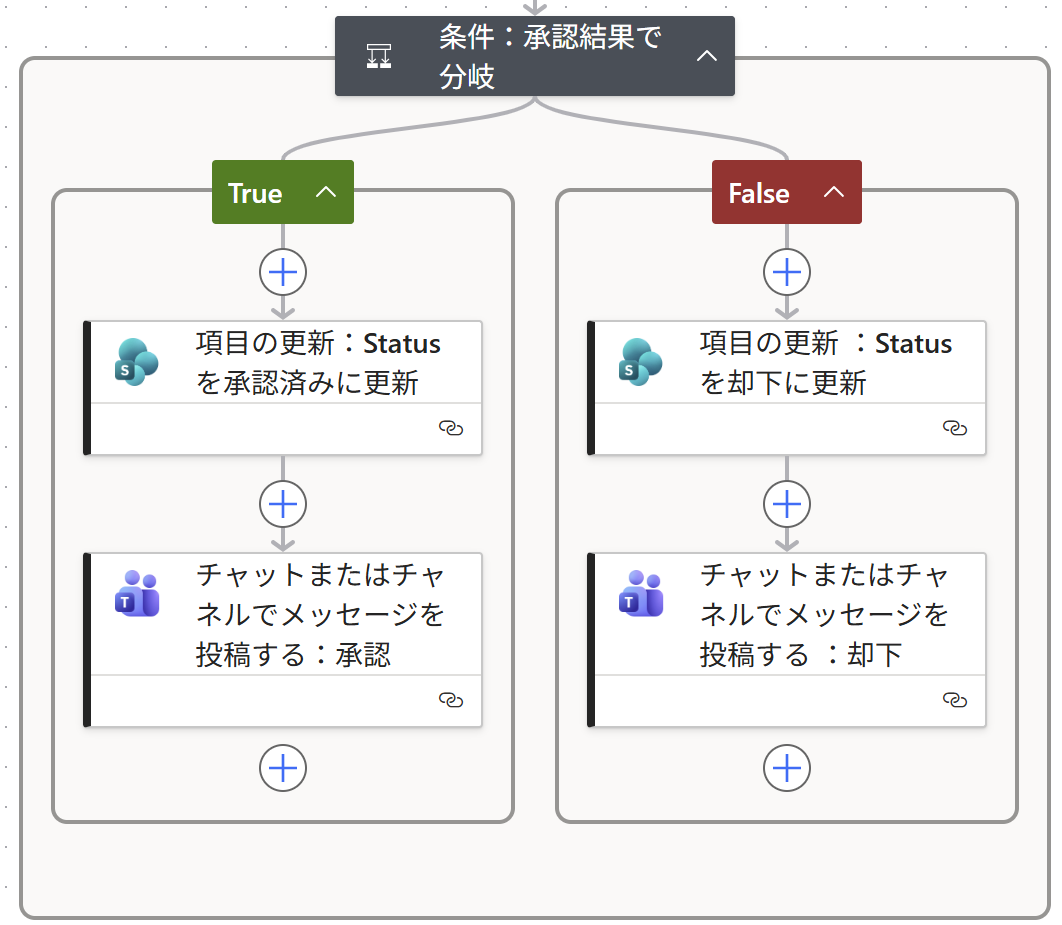 条件：承認結果で
分岐
True
False
項目の更新：Status
を承認済みに更新
項目の更新 ：Status
を却下に更新
チャットまたはチャ
ネルでメッセージを
投稿する：承認
チャットまたはチャ
ネルでメッセージを
投稿する ：却下
S
S
T
T